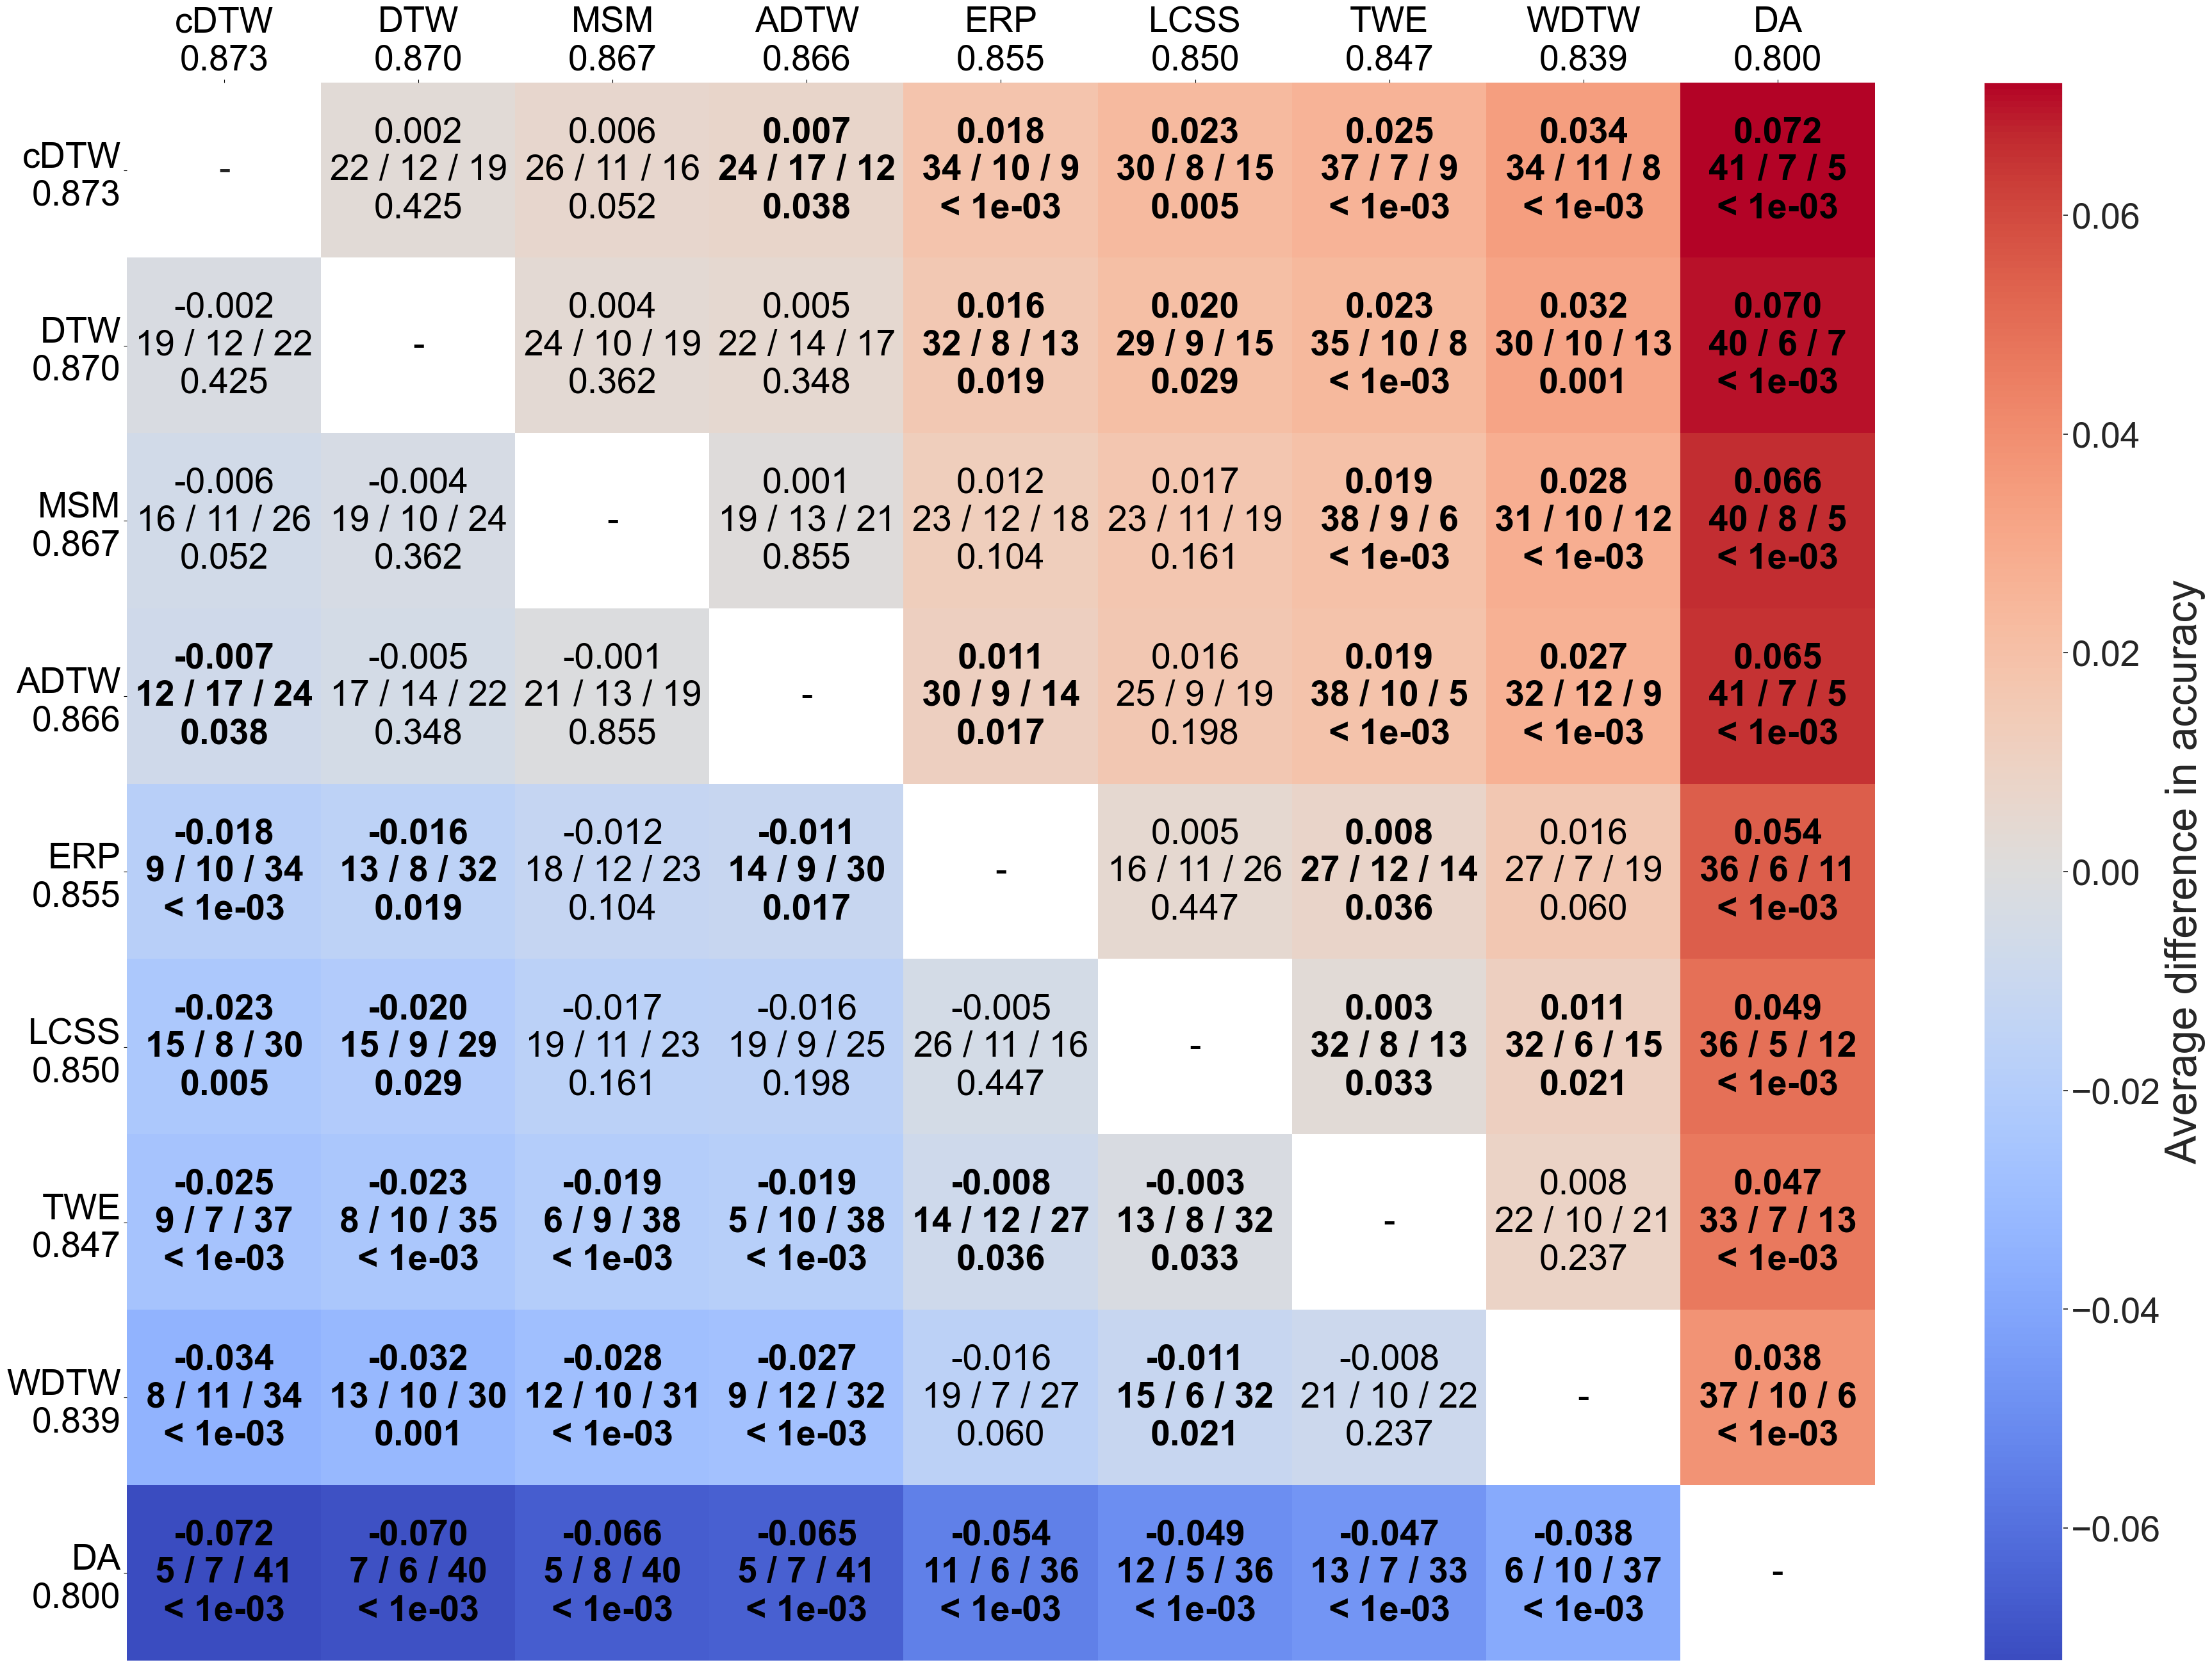 cDTW DTW MSM ADTW ERP LCSS TWE WDTW DA
0.873 0.870 0.867 0.866 0.855 0.850 0.847 0.839 0.800
0.002 0.006 0.007 0.018 0.023 0.025 0.034 0.072
cDTW - 22 / 12 / 19 26 / 11 / 16 24 / 17 / 12 34 / 10 / 9 30 / 8 / 15 37 / 7 / 9 34 / 11 / 8 41 / 7 / 5
0.873 0.425 0.052 0.038 < 1e-03 0.005 < 1e-03 < 1e-03 < 1e-03
-0.002 0.004 0.005 0.016 0.020 0.023 0.032 0.070
DTW 19 / 12 / 22 - 24 / 10 / 19 22 / 14 / 17 32 / 8 / 13 29 / 9 / 15 35 / 10 / 8 30 / 10 / 13 40 / 6 / 7
0.870 0.425 0.362 0.348 0.019 0.029 < 1e-03 0.001 < 1e-03
-0.006 -0.004 0.001 0.012 0.017 0.019 0.028 0.066
MSM 16 / 11 / 26 19 / 10 / 24 - 19 / 13 / 21 23 / 12 / 18 23 / 11 / 19 38 / 9 / 6 31 / 10 / 12 40 / 8 / 5
0.867 0.052 0.362 0.855 0.104 0.161 < 1e-03 < 1e-03 < 1e-03
-0.007 -0.005 -0.001 0.011 0.016 0.019 0.027 0.065
ADTW 12 / 17 / 24 17 / 14 / 22 21 / 13 / 19 - 30 / 9 / 14 25 / 9 / 19 38 / 10 / 5 32 / 12 / 9 41 / 7 / 5
0.866 0.038 0.348 0.855 0.017 0.198 < 1e-03 < 1e-03 < 1e-03
-0.018 -0.016 -0.012 -0.011 0.005 0.008 0.016 0.054
ERP 9 / 10 / 34 13 / 8 / 32 18 / 12 / 23 14 / 9 / 30 - 16 / 11 / 26 27 / 12 / 14 27 / 7 / 19 36 / 6 / 11
0.855 < 1e-03 0.019 0.104 0.017 0.447 0.036 0.060 < 1e-03
-0.023 -0.020 -0.017 -0.016 -0.005 0.003 0.011 0.049
LCSS 15 / 8 / 30 15 / 9 / 29 19 / 11 / 23 19 / 9 / 25 26 / 11 / 16 - 32 / 8 / 13 32 / 6 / 15 36 / 5 / 12
0.850 0.005 0.029 0.161 0.198 0.447 0.033 0.021 < 1e-03
-0.025 -0.023 -0.019 -0.019 -0.008 -0.003 0.008 0.047
TWE 9 / 7 / 37 8 / 10 / 35 6 / 9 / 38 5 / 10 / 38 14 / 12 / 27 13 / 8 / 32 - 22 / 10 / 21 33 / 7 / 13
0.847 < 1e-03 < 1e-03 < 1e-03 < 1e-03 0.036 0.033 0.237 < 1e-03
-0.034 -0.032 -0.028 -0.027 -0.016 -0.011 -0.008 0.038
WDTW 8 / 11 / 34 13 / 10 / 30 12 / 10 / 31 9 / 12 / 32 19 / 7 / 27 15 / 6 / 32 21 / 10 / 22 - 37 / 10 / 6
0.839 < 1e-03 0.001 < 1e-03 < 1e-03 0.060 0.021 0.237 < 1e-03
-0.072 -0.070 -0.066 -0.065 -0.054 -0.049 -0.047 -0.038
DA 5 / 7 / 41 7 / 6 / 40 5 / 8 / 40 5 / 7 / 41 11 / 6 / 36 12 / 5 / 36 13 / 7 / 33 6 / 10 / 37 -
0.800 < 1e-03 < 1e-03 < 1e-03 < 1e-03 < 1e-03 < 1e-03 < 1e-03 < 1e-03
0.06
0.04
0.02
0.00
−0.02
−0.04
−0.06
Average difference in accuracy